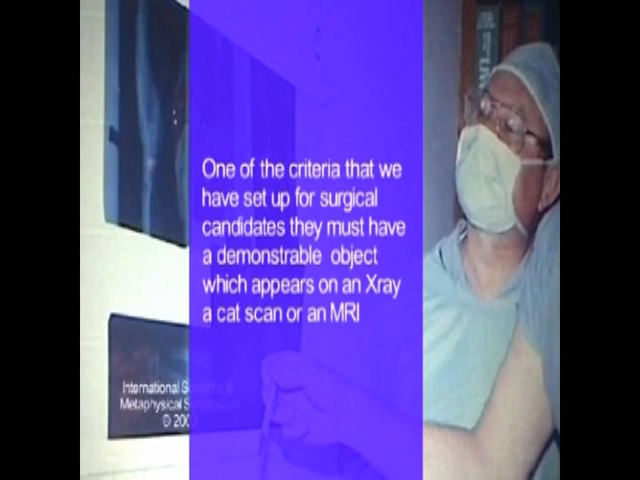 One of the criteria that we
have set up for surgical
candidates they must have
a demonstrable object
which appears on an Xray
a cat scan or an MRI
International
Metaphysical
©